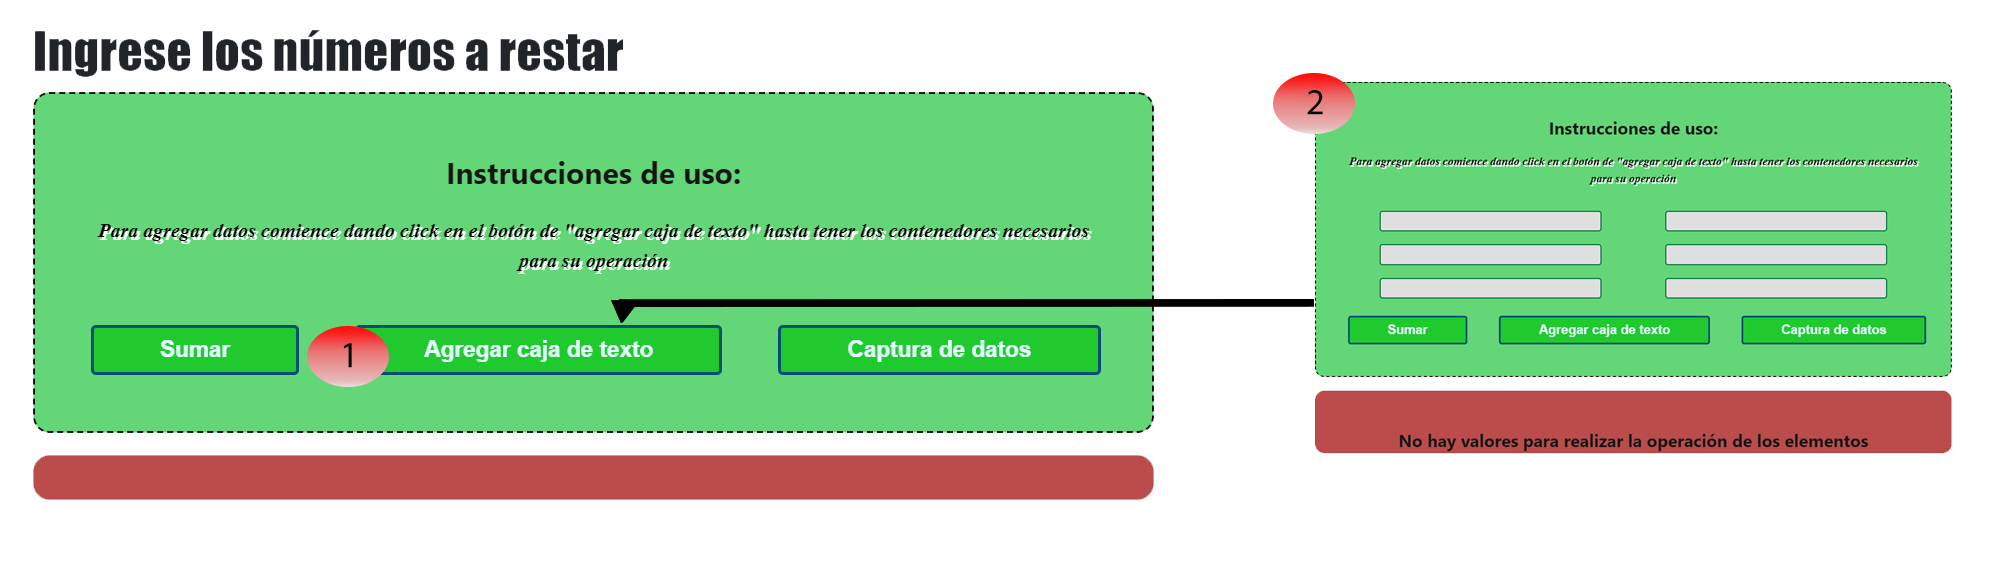 Ingrese los números a restar
Instrucciones de uso:
Para agregar datos comience dando click en el botón de "agregar caja de texto" hasta tener los contenedores necesarios
para su operación
Sumar
1
Agregar caja de texto
Captura de datos
2
Instrucciones de uso:
Para agregar datos comience dando click en el botón de "agregar caja de texto" hasta tener los contenedores necesarios
para su operación
Sumar
Agregar caja de texto
Captura de datos
No hay valores para realizar la operación de los elementos